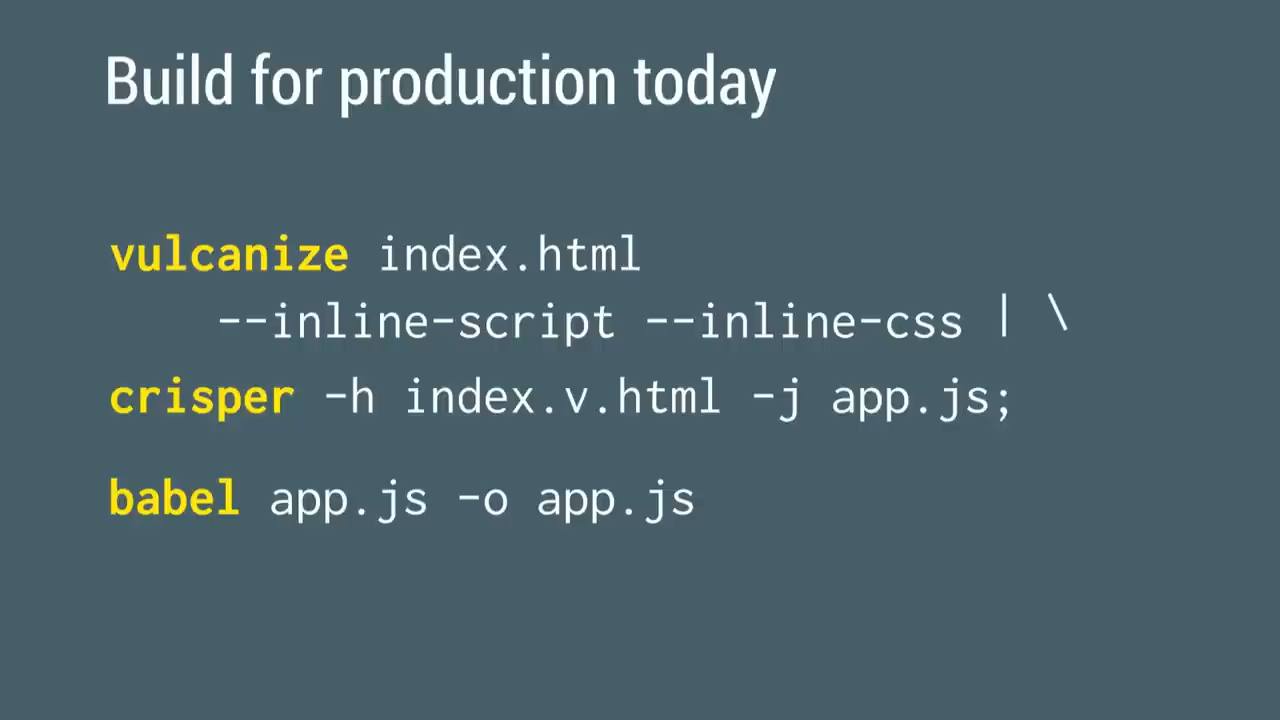 Build for production today
vulcanize index.html
--inline-script --inline-css | \
crisper -h index.v.html -j app.js;
babel app.js -o app.js